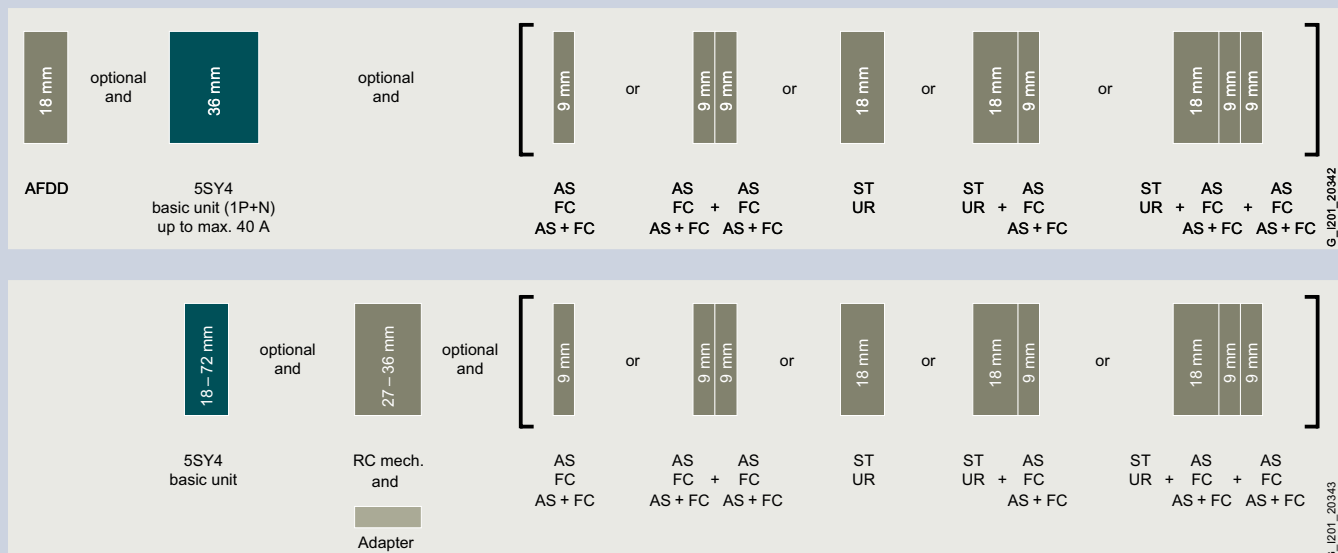 18 mm
optional
and
36 mm
optional
and
9 mm
or
9 mm
9 mm
or
18 mm
or
18 mm
9 mm
or
18 mm
9 mm
9 mm
AFDD
5SY4
basic unit (1P+N)
up to max. 40 A
AS
FC
AS + FC
AS AS
FC + FC
AS + FC AS + FC
ST
UR
ST AS
UR + FC
AS + FC
ST AS AS
UR + FC + FC
AS + FC AS + FC
G_I201_20342
18 – 72 mm
optional
and
27 – 36 mm
optional
and
9 mm
or
9 mm
9 mm
or
18 mm
or
18 mm
9 mm
or
18 mm
9 mm
9 mm
5SY4
basic unit
RC mech.
and
Adapter
AS
FC
AS + FC
AS AS
FC + FC
AS + FC AS + FC
ST
UR
ST AS
UR + FC
AS + FC
ST AS AS
UR + FC + FC
AS + FC AS + FC
_I201_20343